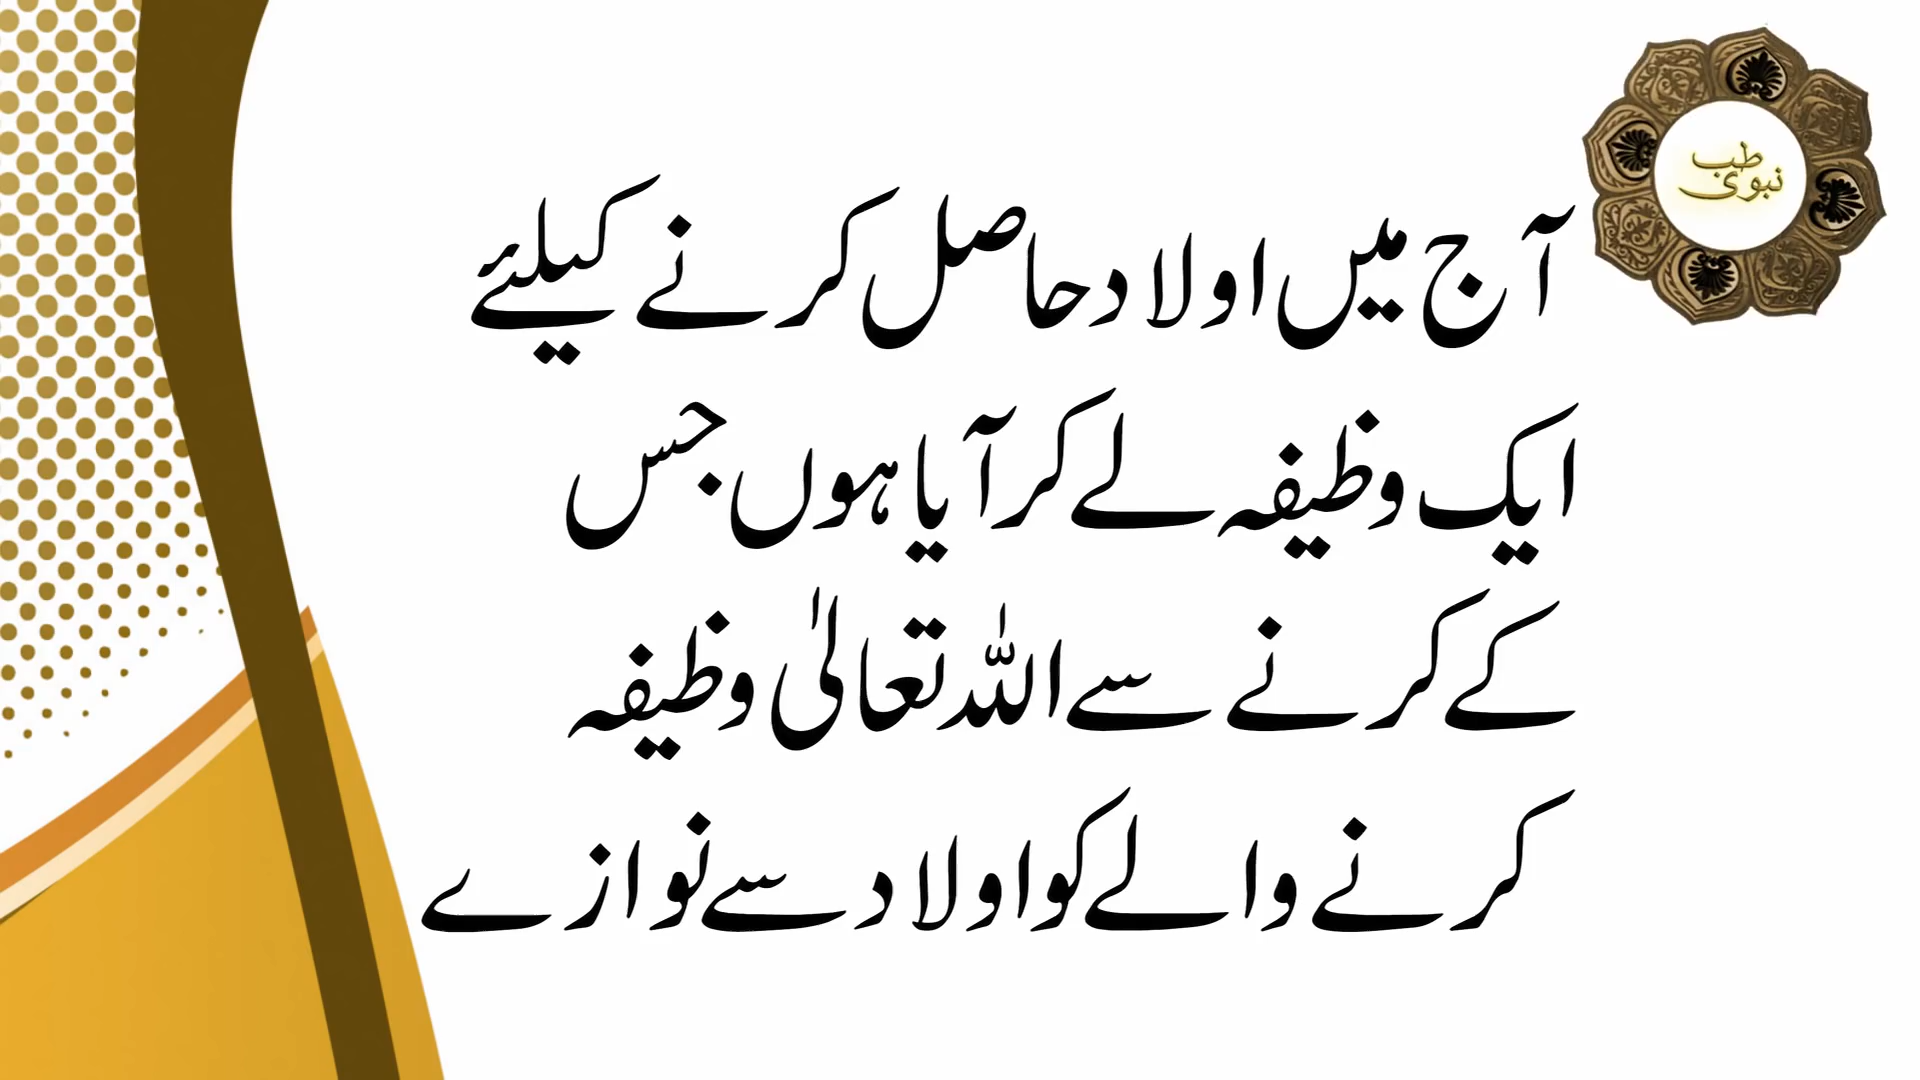 طب نبوی
آج میں اولاد حاصل کرنے کیلئے
ایک وظیفہ لے کر آیا ہوں جس
کے کرنے سے اللہ تعالیٰ وظیفہ
کرنے والے کو اولاد سے نوازے